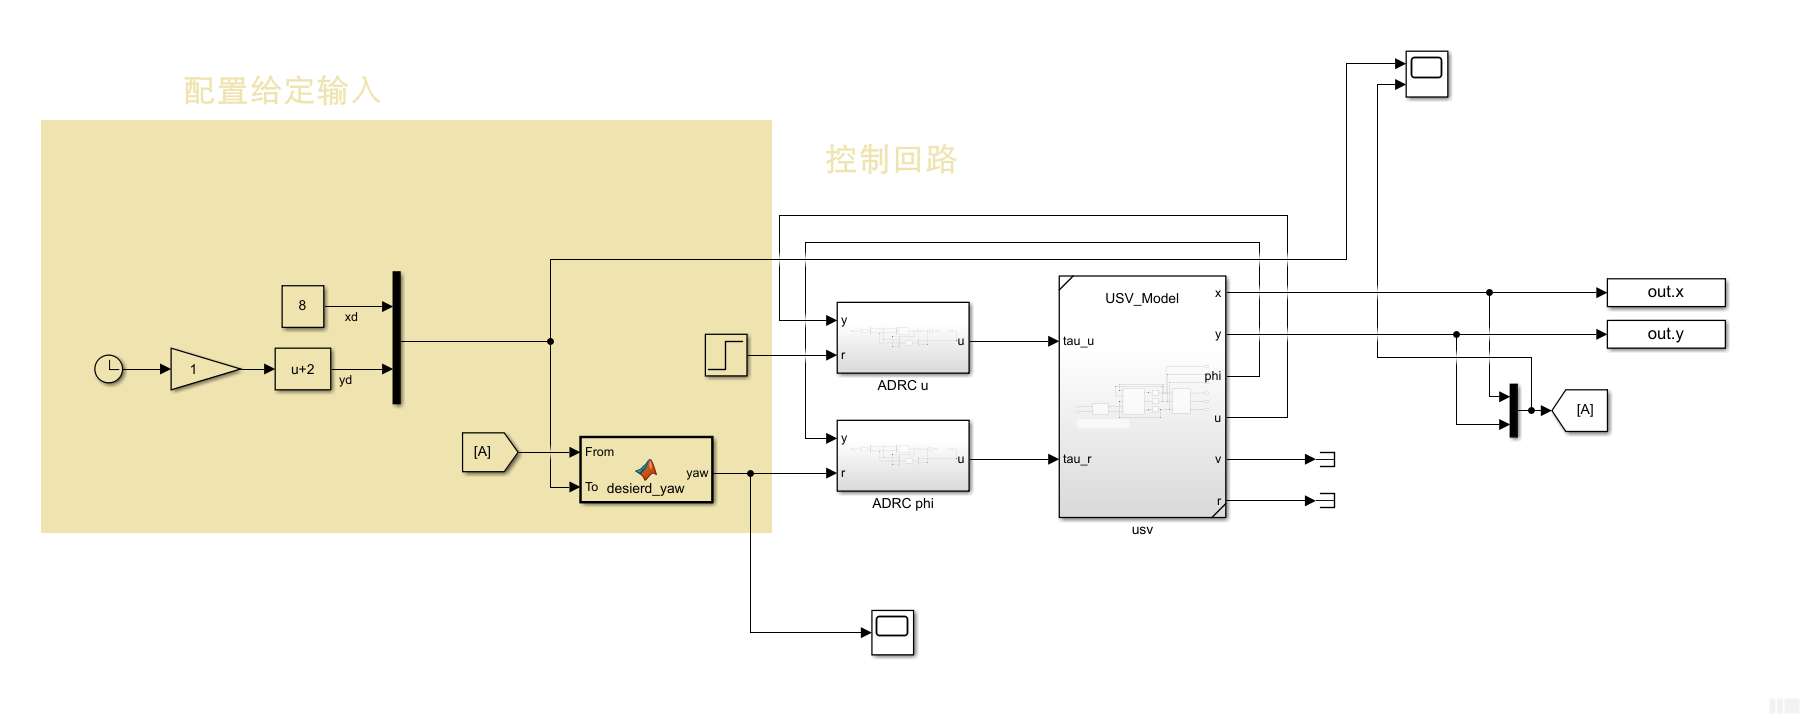 配置给定输入
控制回路
8
xd
1
u+2
yd
[A]
From
To
yaw
desierd_yaw
y
r
u
ADRC u
y
r
u
ADRC phi
USV_Model
tau_u
tau_r
x
y
phi
u
v
r
usv
out.x
out.y
[A]